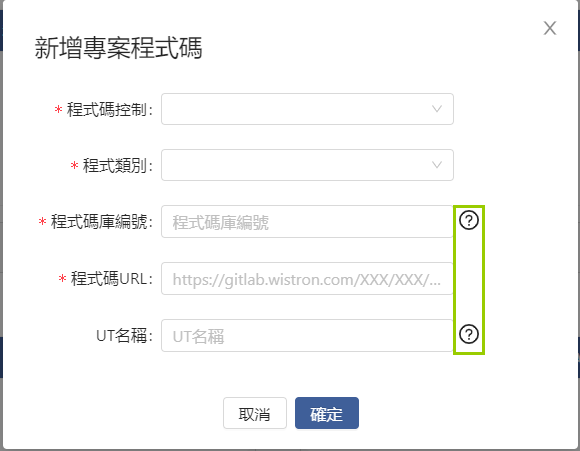 新增專案程式碼
* 程式碼控制:
* 程式類別:
* 程式碼庫編號: 程式碼庫編號
* 程式碼URL: https://gitlab.wistron.com/XXX/XXX/...
UT名稱: UT名稱
取消 確定